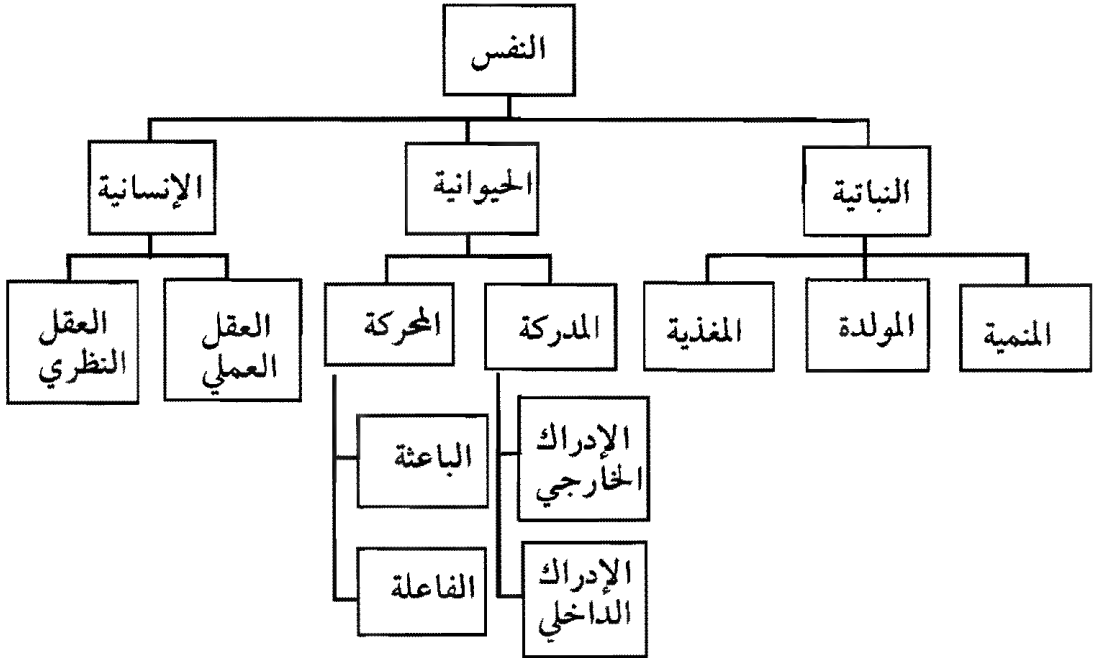 النفس
النباتية
الحيوانية
الإنسانية
المنمية
المولدة
المغذية
المدركة
المحركة
العقل
العملي
العقل
النظري
الإدراك
الخارجي
الباعثة
الإدراك
الداخلي
الفاعلة